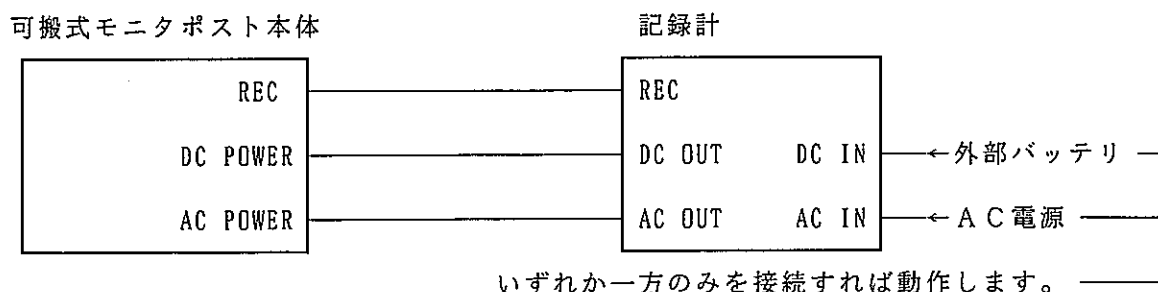 可搬式モニタポスト本体 記録計
REC REC
DC POWER DC OUT DC IN ←外部バッテリ
AC POWER AC OUT AC IN ←AC電源
いずれか一方のみを接続すれば動作します。